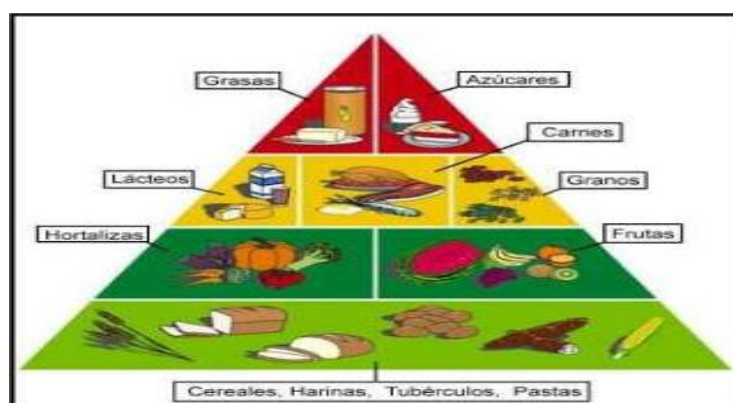 Grasas
Azúcares
Carnes
Lácteos
Granos
Hortalizas
Frutas
Cereales, Harinas, Tubérculos, Pastas